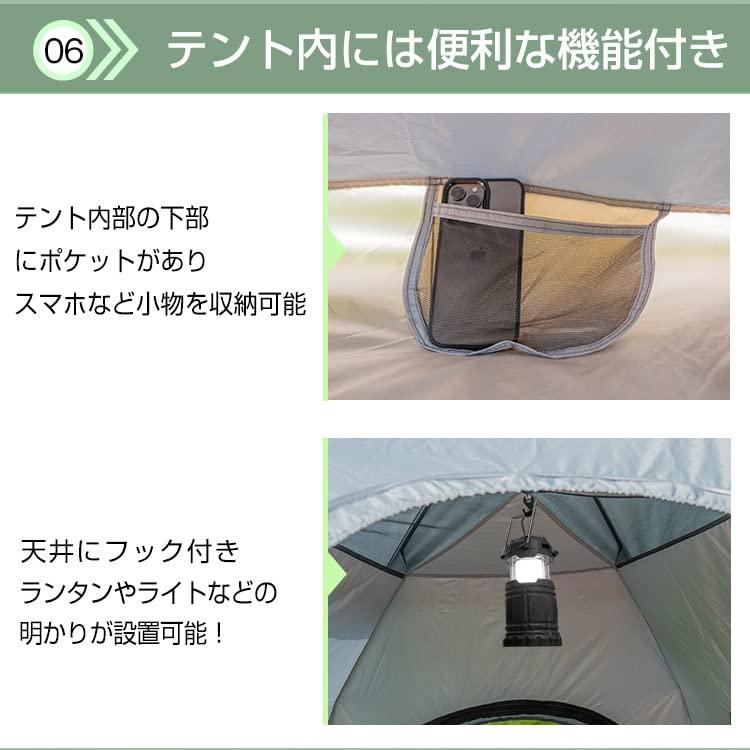 06 テント内には便利な機能付き
テント内部の下部
にポケットがあり
スマホなど小物を収納可能
天井にフック付き
ランタンやライトなどの
明かりが設置可能！